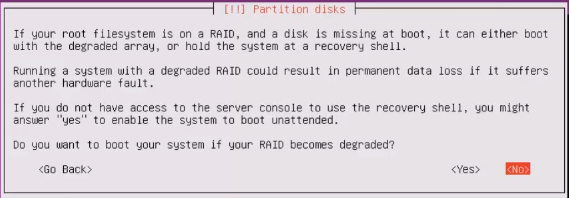 [!!] Partition disks
If your root filesystem is on a RAID, and a disk is missing at boot, it can either boot
with the degraded array, or hold the system at a recovery shell.
Running a system with a degraded RAID could result in permanent data loss if it suffers
another hardware fault.
If you do not have access to the server console to use the recovery shell, you might
answer "yes" to enable the system to boot unattended.
Do you want to boot your system if your RAID becomes degraded?
<Go Back> <Yes> <No>